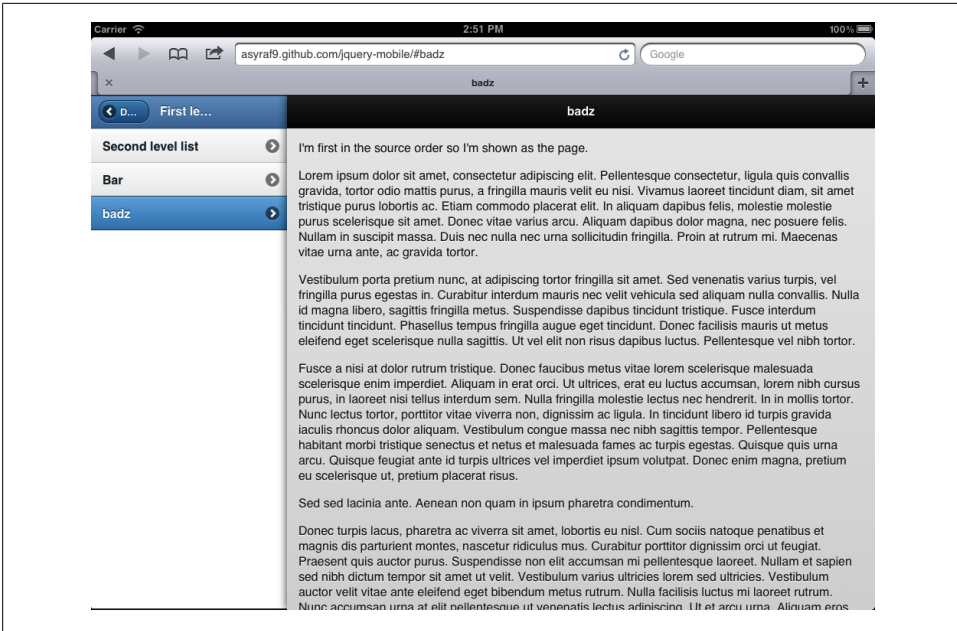 Carrier
2:51 PM
100%
asyraf9.github.com/jquery-mobile/#badz
Google
badz
D...
First le...
badz
Second level list
Bar
badz
I'm first in the source order so I'm shown as the page.
Lorem ipsum dolor sit amet, consectetur adipiscing elit. Pellentesque consectetur, ligula quis convallis
gravida, tortor odio mattis purus, a fringilla mauris velit eu nisi. Vivamus laoreet tincidunt diam, sit amet
tristique purus lobortis ac. Etiam commodo placerat elit. In aliquam dapibus felis, molestie molestie
purus scelerisque sit amet. Donec vitae varius arcu. Aliquam dapibus dolor magna, nec posuere felis.
Nullam in suscipit massa. Duis nec nulla nec urna sollicitudin fringilla. Proin at rutrum mi. Maecenas
vitae urna ante, ac gravida tortor.
Vestibulum porta pretium nunc, at adipiscing tortor fringilla sit amet. Sed venenatis varius turpis, vel
fringilla purus egestas in. Curabitur interdum mauris nec velit vehicula sed aliquam nulla convallis. Nulla
id magna libero, sagittis fringilla metus. Suspendisse dapibus tincidunt tristique. Fusce interdum
tincidunt tincidunt. Phasellus tempus fringilla augue eget tincidunt. Donec facilisis mauris ut metus
eleifend eget scelerisque nulla sagittis. Ut vel elit non risus dapibus luctus. Pellentesque vel nibh tortor.
Fusce a nisi at dolor rutrum tristique. Donec faucibus metus vitae lorem scelerisque malesuada
scelerisque enim imperdiet. Aliquam in erat orci. Ut ultrices, erat eu luctus accumsan, lorem nibh cursus
purus, in laoreet nisi tellus interdum sem. Nulla fringilla molestie lectus nec hendrerit. In in mollis tortor.
Nunc lectus tortor, porttitor vitae viverra non, dignissim ac ligula. In tincidunt libero id turpis gravida
iaculis rhoncus dolor aliquam. Vestibulum congue massa nec nibh sagittis tempor. Pellentesque
habitant morbi tristique senectus et netus et malesuada fames ac turpis egestas. Quisque quis urna
arcu. Quisque feugiat ante id turpis ultrices vel imperdiet ipsum volutpat. Donec enim magna, pretium
eu scelerisque ut, pretium placerat risus.
Sed sed lacinia ante. Aenean non quam in ipsum pharetra condimentum.
Donec turpis lacus, pharetra ac viverra sit amet, lobortis eu nisl. Cum sociis natoque penatibus et
magnis dis parturient montes, nascetur ridiculus mus. Curabitur porttitor dignissim orci ut feugiat.
Praesent quis auctor purus. Suspendisse non elit accumsan mi pellentesque laoreet. Nullam et sapien
sed nibh dictum tempor sit amet ut velit. Vestibulum varius ultricies lorem sed ultricies. Vestibulum
auctor velit vitae ante eleifend eget bibendum metus rutrum. Nulla facilisis luctus mi laoreet rutrum.
Nunc accumsan urna at elit pellentesque ut venenatis lectus adipiscing. Ut et arcu urna. Aliquam eros